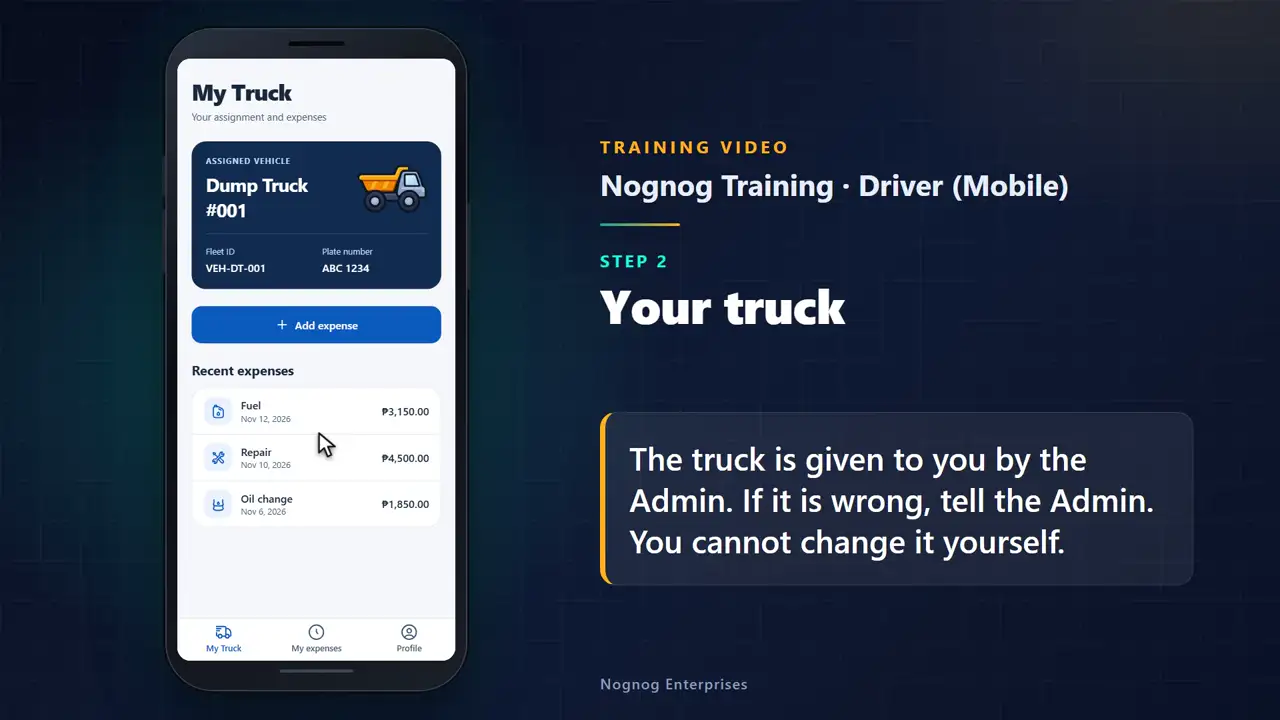 My Truck
Your assignment and expenses
ASSIGNED VEHICLE
Dump Truck
#001
Fleet ID
Plate number
VEH-DT-001
ABC 1234
+ Add expense
Recent expenses
Fuel
Nov 12, 2026
₱3,150.00
Repair
Nov 10, 2026
₱4,500.00
Oil change
Nov 6, 2026
₱1,850.00
My Truck
My expenses
Profile
TRAINING VIDEO
Nognog Training · Driver (Mobile)
STEP 2
Your truck
The truck is given to you by the
Admin. If it is wrong, tell the Admin.
You cannot change it yourself.
Nognog Enterprises